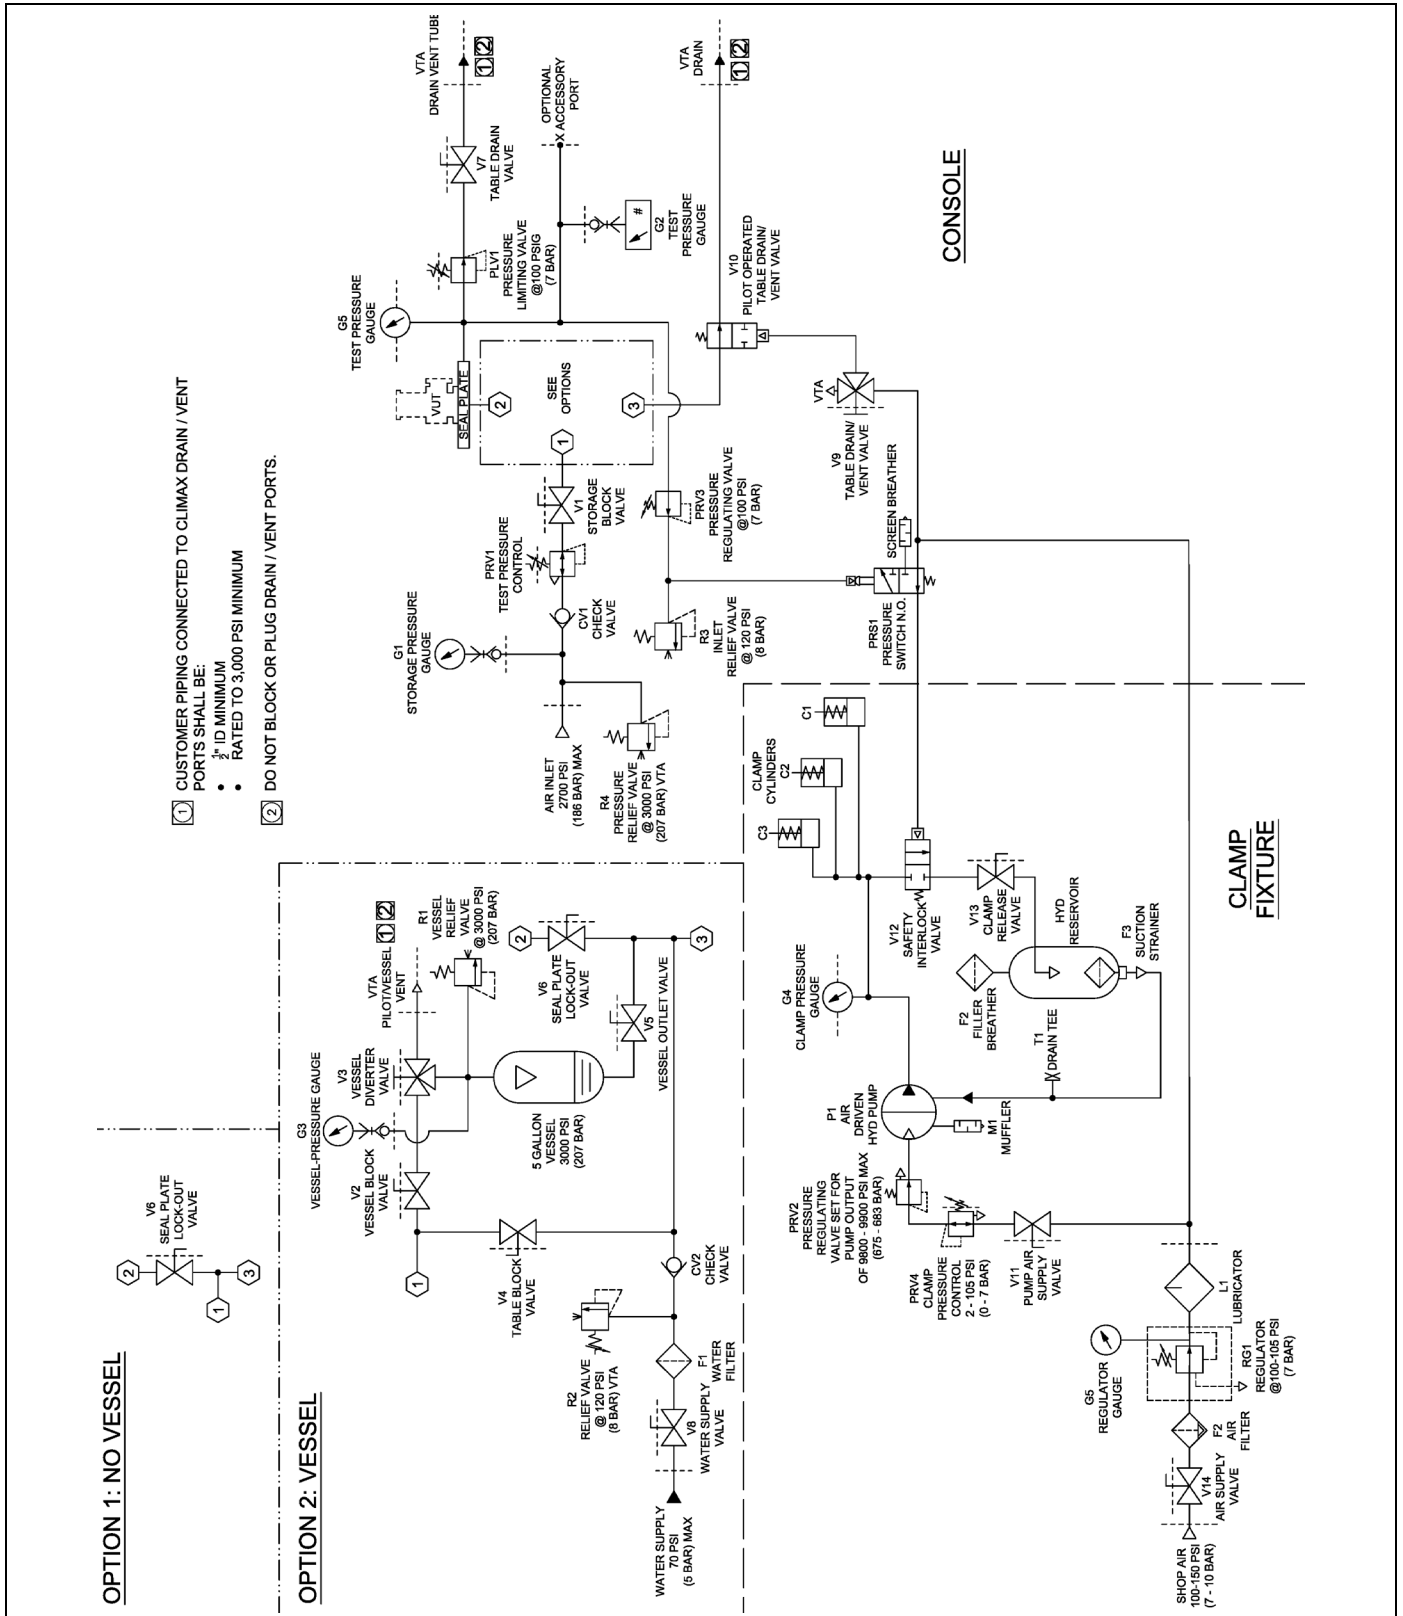 VTA
DRAIN VENT TUBE
1 2
VTA
DRAIN
1 2
V7
TABLE DRAIN
VALVE
OPTIONAL
ACCESSORY
PORT
X
PLV1
PRESSURE
LIMITING VALVE
@100 PSIG
(7 BAR)
#
G2
TEST
PRESSURE
GAUGE
V10
PILOT OPERATED
TABLE DRAIN/
VENT VALVE
CONSOLE
G5
TEST PRESSURE
GAUGE
VUT
SEAL PLATE
2
SEE
OPTIONS
3
1
VTA
V9
TABLE DRAIN/
VENT VALVE
1 CUSTOMER PIPING CONNECTED TO CLIMAX DRAIN / VENT
PORTS SHALL BE:
• 1/2" ID MINIMUM
• RATED TO 3,000 PSI MINIMUM
2 DO NOT BLOCK OR PLUG DRAIN / VENT PORTS.
V1
STORAGE
BLOCK
VALVE
PRV1
TEST PRESSURE
CONTROL
CV1
CHECK
VALVE
G1
STORAGE PRESSURE
GAUGE
AIR INLET
2700 PSI
(186 BAR) MAX
R4
PRESSURE
RELIEF VALVE
@ 3000 PSI
(207 BAR) VTA
PRV3
PRESSURE
REGULATING VALVE
@100 PSI
(7 BAR)
R3
INLET
RELIEF VALVE
@ 120 PSI
(8 BAR)
SCREEN BREATHER
PRS1
PRESSURE
SWITCH N.O.
OPTION 1: NO VESSEL
2
V6
SEAL PLATE
LOCK-OUT
VALVE
3
1
OPTION 2: VESSEL
G3
VESSEL-PRESSURE GAUGE
V3
VESSEL
DIVERTER
VALVE
VTA
PILOT/VESSEL
VENT
1 2
R1
VESSEL
RELIEF
VALVE
@ 3000 PSI
(207 BAR)
2
V6
SEAL PLATE
LOCK-OUT
VALVE
3
V5
VESSEL OUTLET VALVE
5 GALLON
VESSEL
3000 PSI
(207 BAR)
V2
VESSEL BLOCK
VALVE
1
V4
TABLE BLOCK
VALVE
CV2
CHECK
VALVE
R2
RELIEF VALVE
@ 120 PSI
(8 BAR) VTA
F1
WATER
FILTER
V8
WATER SUPPLY
VALVE
WATER SUPPLY
70 PSI
(5 BAR) MAX
CLAMP
FIXTURE
C1
C2
CLAMP
CYLINDERS
C3
V12
SAFETY
INTERLOCK
VALVE
V13
CLAMP
RELEASE
VALVE
HYD
RESERVOIR
F3
SUCTION
STRAINER
F2
FILLER
BREATHER
T1
DRAIN TEE
G4
CLAMP PRESSURE
GAUGE
P1
AIR
DRIVEN
HYD PUMP
M1
MUFFLER
PRV2
PRESSURE
REGULATING
VALVE SET FOR
PUMP OUTPUT
OF 9800 - 9900 PSI MAX
(675 - 683 BAR)
PRV4
CLAMP
PRESSURE
CONTROL
2 - 105 PSI
(0 - 7 BAR)
V11
PUMP AIR
SUPPLY
VALVE
L1
LUBRICATOR
G5
REGULATOR
GAUGE
RG1
REGULATOR
@100-105 PSI
(7 BAR)
F2
AIR
FILTER
V14
AIR SUPPLY
VALVE
SHOP AIR
100-150 PSI
(7 - 10 BAR)